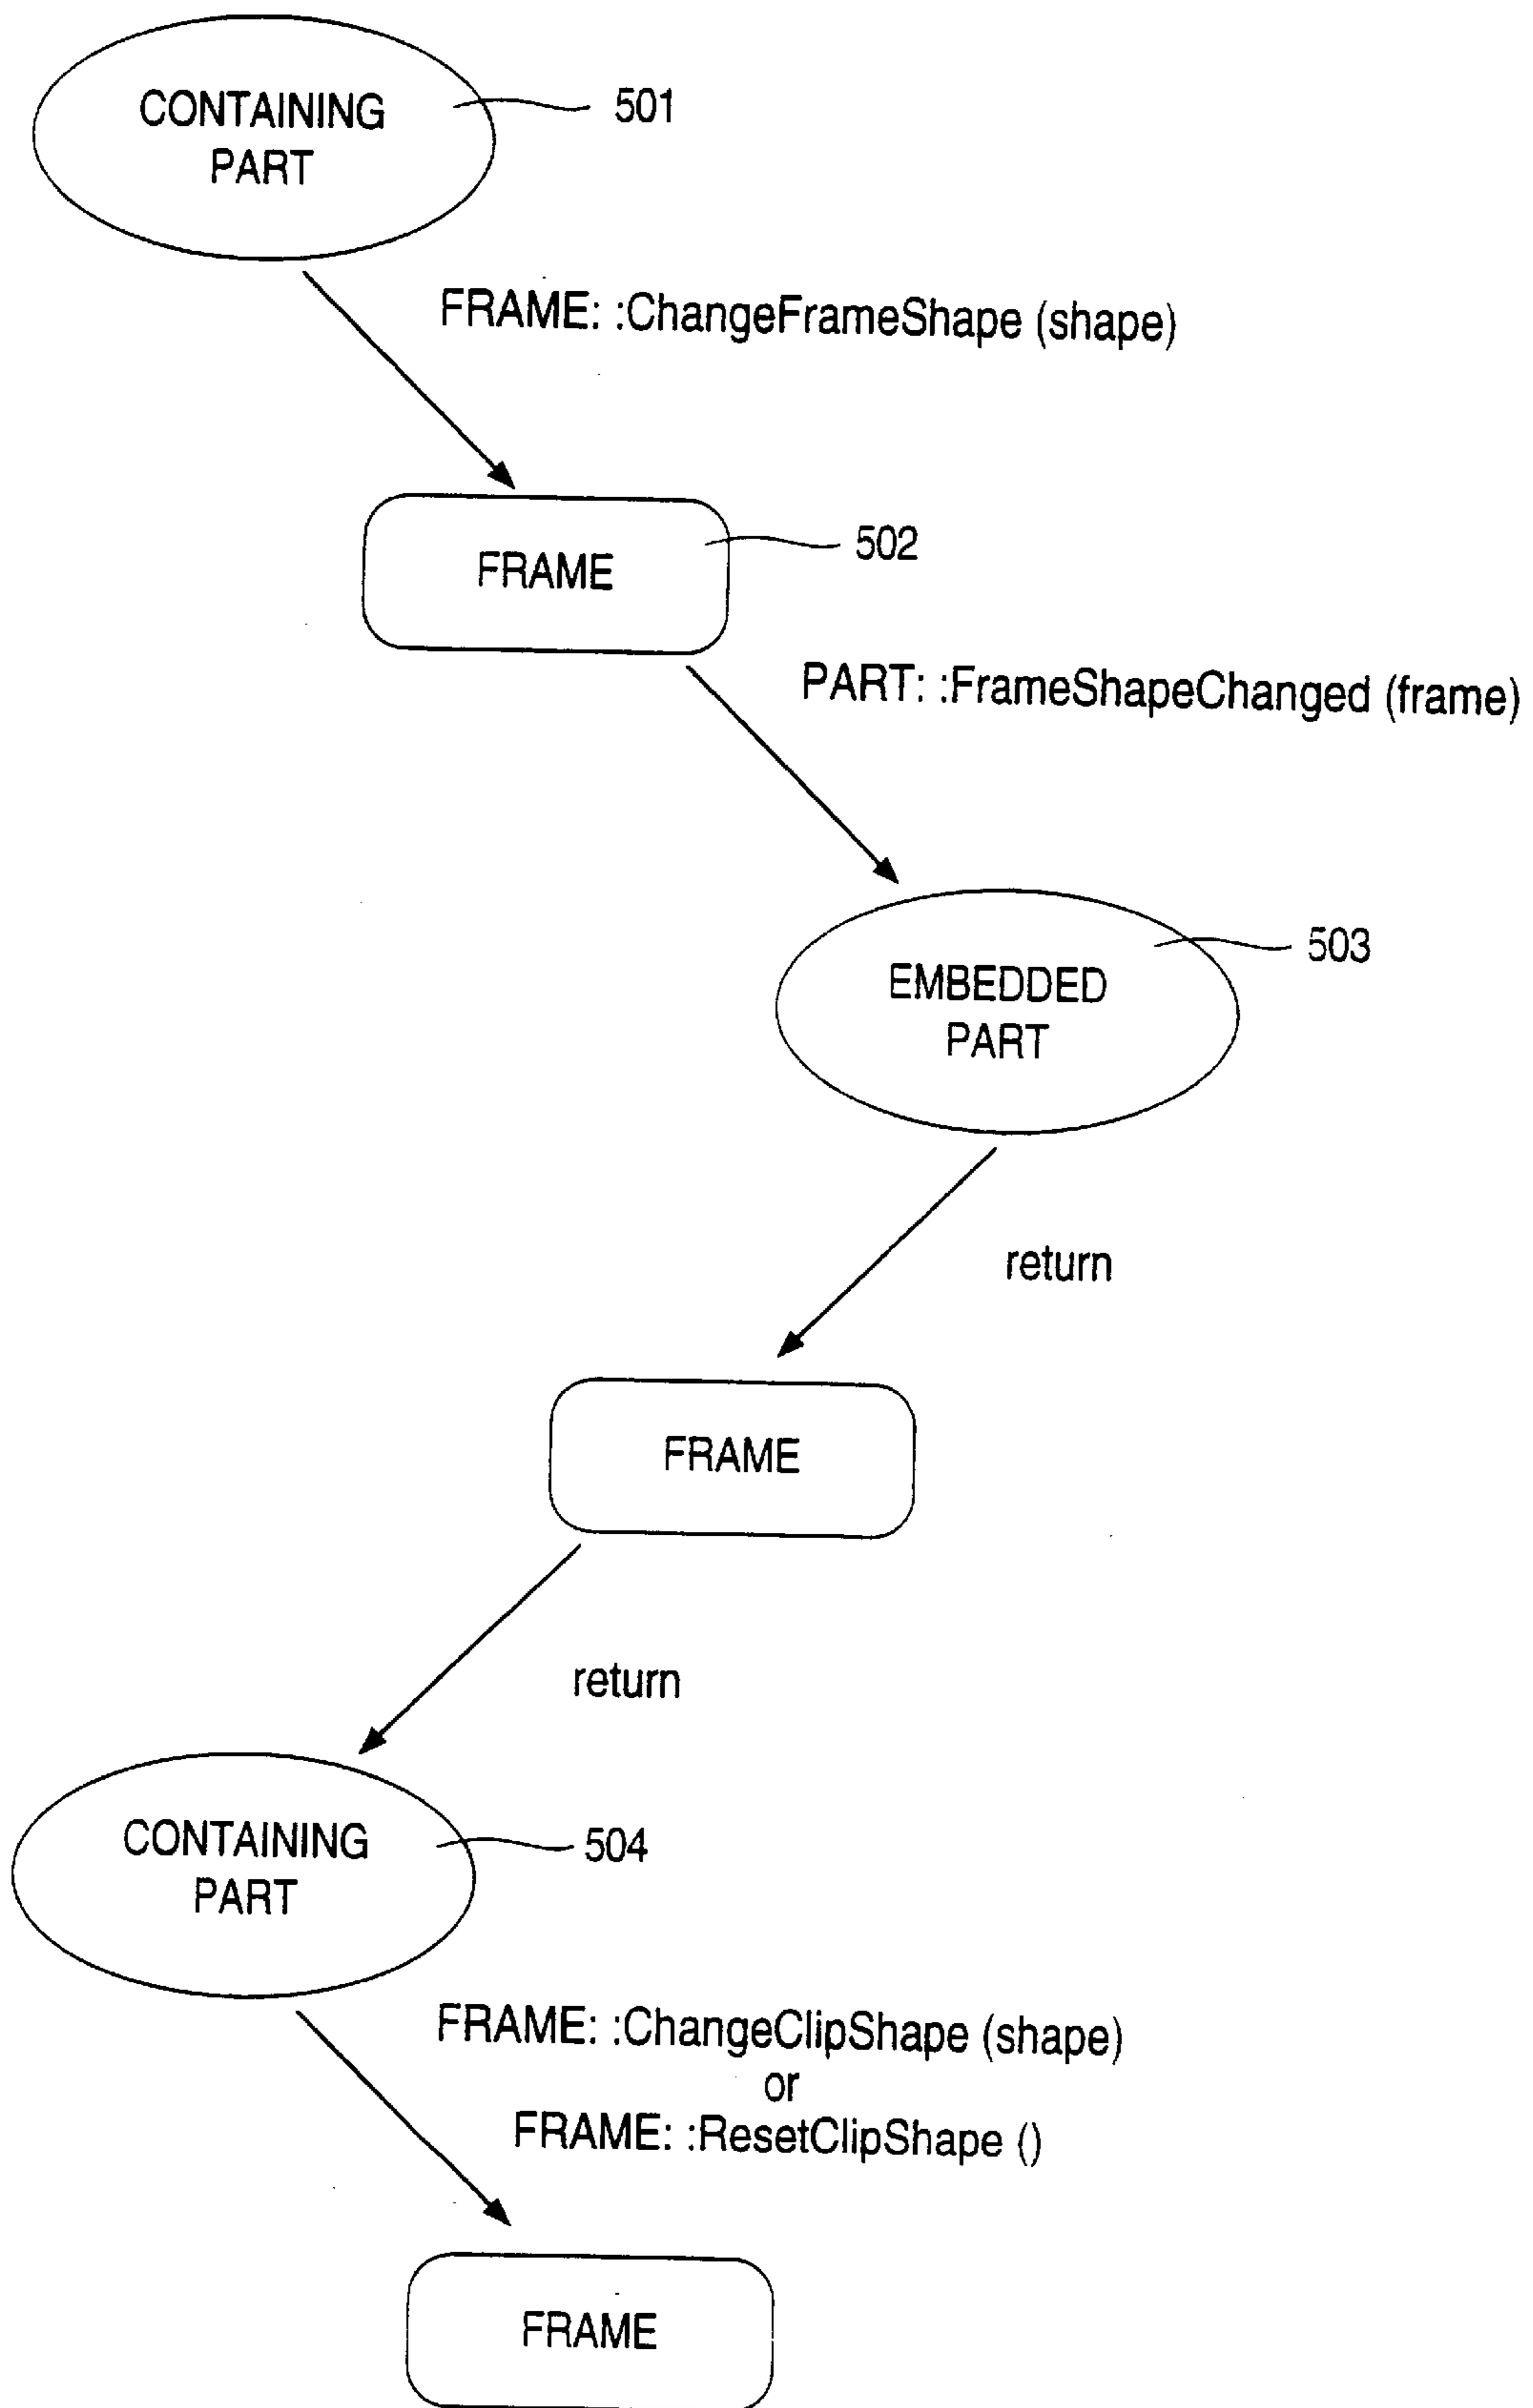 CONTAINING
PART
501
FRAME: :ChangeFrameShape (shape)
FRAME
502
PART: :FrameShapeChanged (frame)
EMBEDDED
PART
503
return
FRAME
return
CONTAINING
PART
504
FRAME: :ChangeClipShape (shape)
or
FRAME: :ResetClipShape ()
FRAME